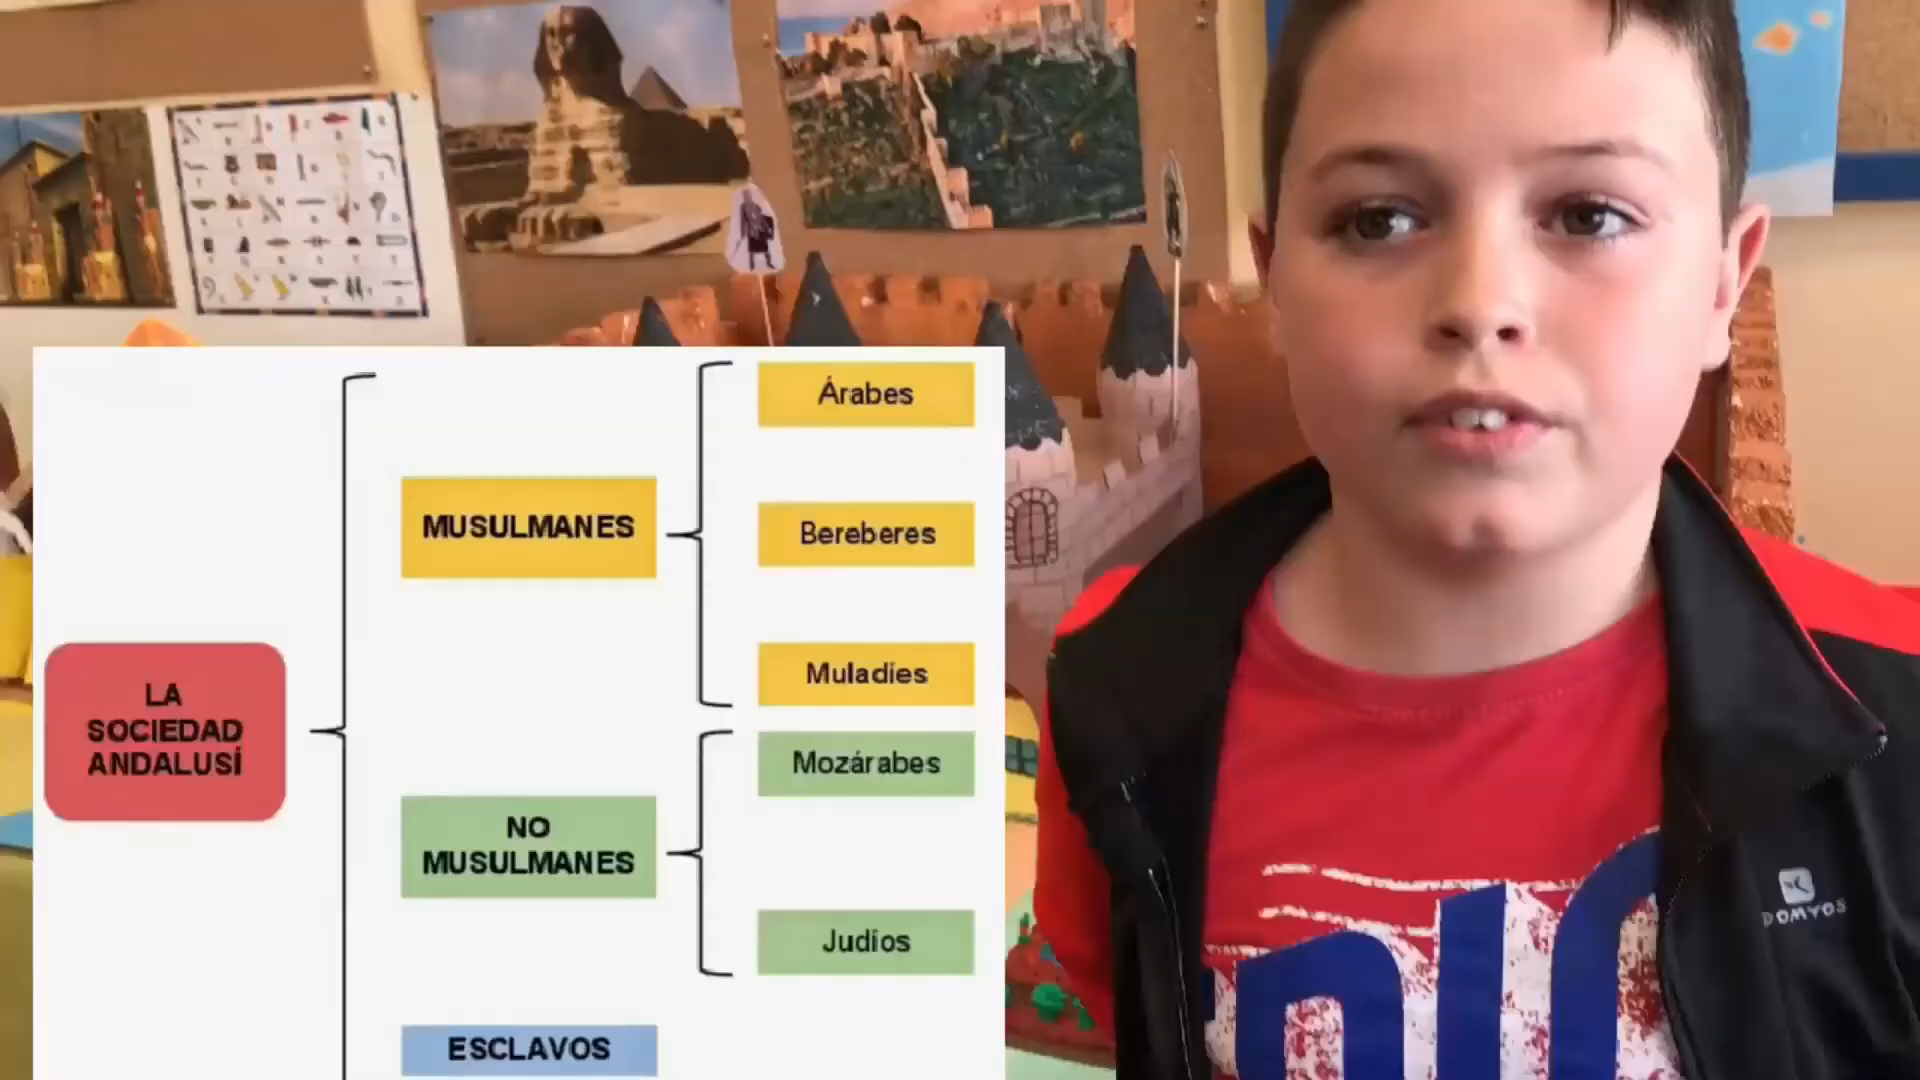 Árabes
MUSULMANES
Bereberes
Muladíes
LA
SOCIEDAD
ANDALUSÍ
Mozárabes
NO
MUSULMANES
Judíos
ESCLAVOS
DOMYOS